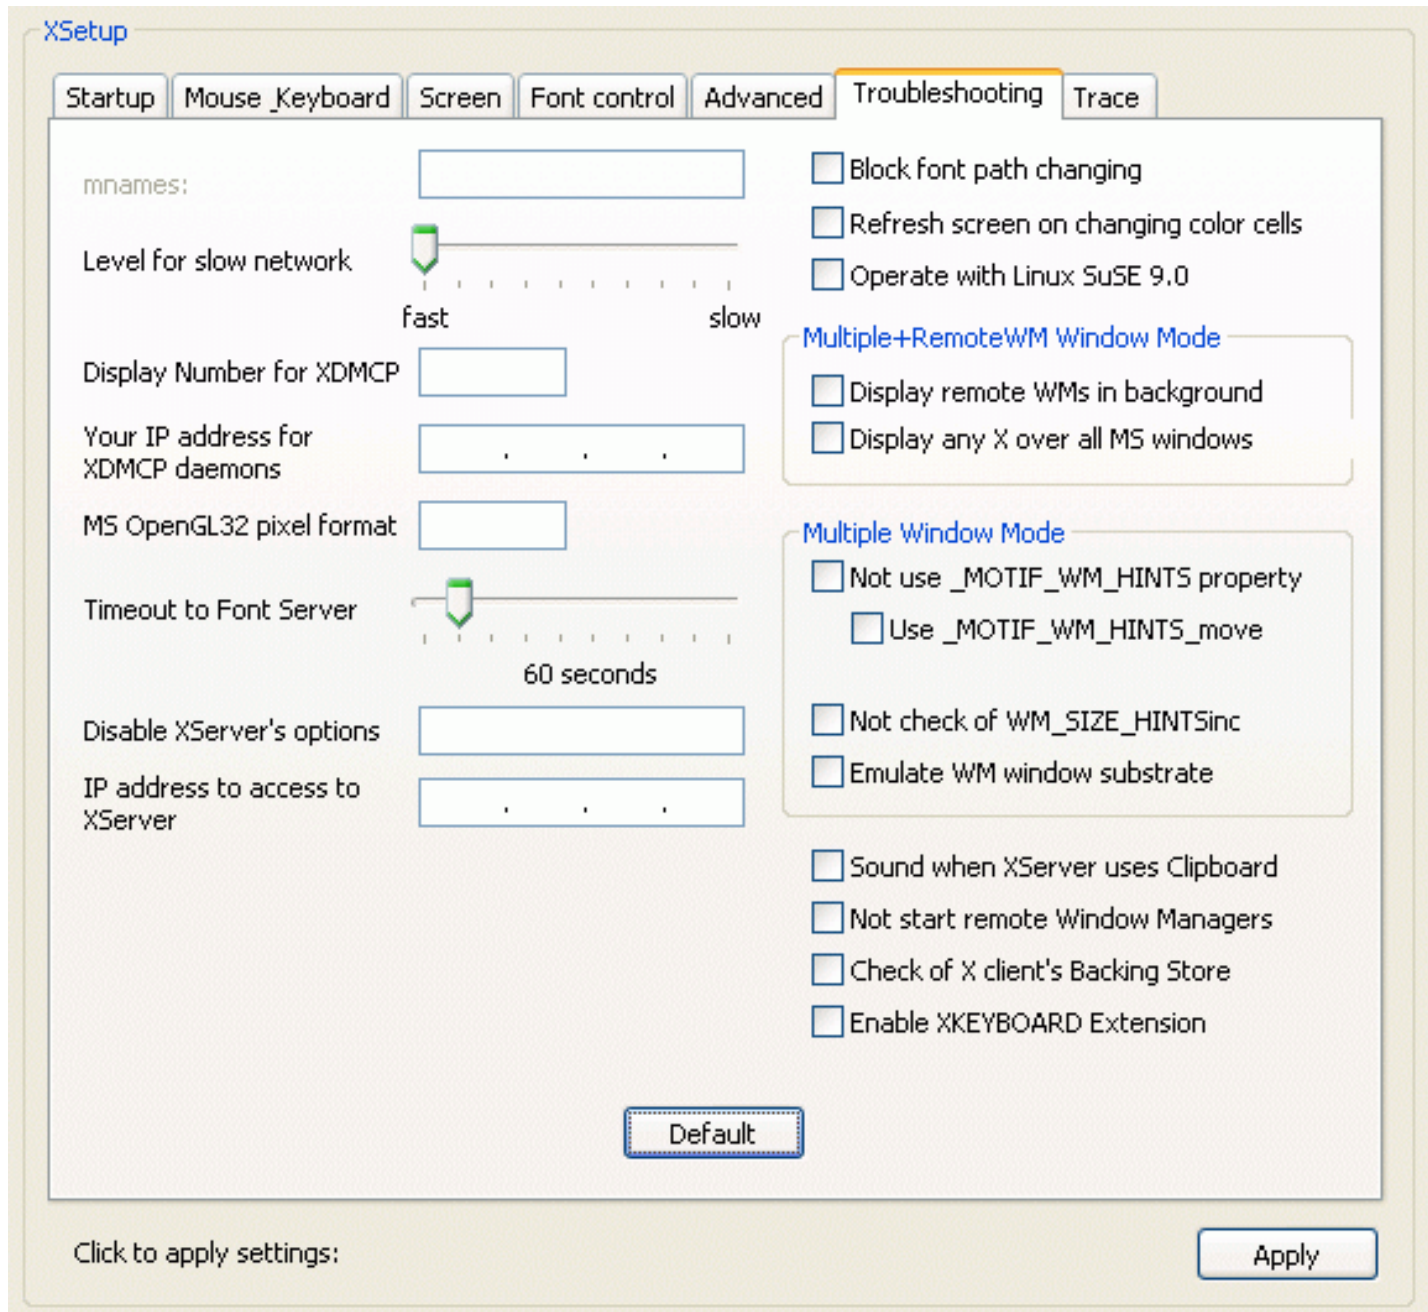 XSetup
Startup Mouse_Keyboard Screen Font control Advanced Troubleshooting Trace
mnames:
Level for slow network
fast slow
Display Number for XDMCP
Your IP address for
XDMCP daemons
. . .
MS OpenGL32 pixel format
Timeout to Font Server
60 seconds
Disable XServer's options
IP address to access to
XServer
. . .
Block font path changing
Refresh screen on changing color cells
Operate with Linux SuSE 9.0
Multiple+RemoteWM Window Mode
Display remote WMs in background
Display any X over all MS windows
Multiple Window Mode
Not use _MOTIF_WM_HINTS property
Use _MOTIF_WM_HINTS_move
Not check of WM_SIZE_HINTSinc
Emulate WM window substrate
Sound when XServer uses Clipboard
Not start remote Window Managers
Check of X client's Backing Store
Enable XKEYBOARD Extension
Default
Click to apply settings:
Apply